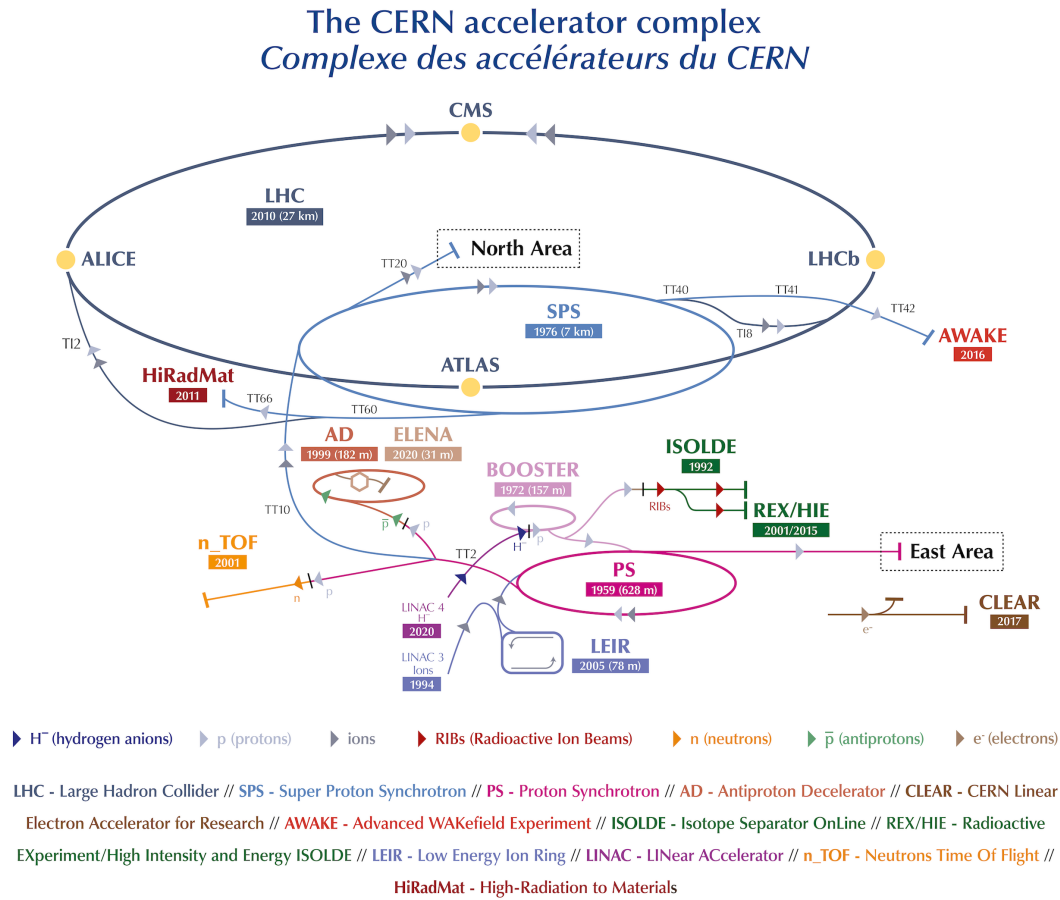 The CERN accelerator complex
Complexe des accélérateurs du CERN
CMS
LHC
2010 (27 km)
North Area
TT20
ALICE
LHCb
TT40
TT41
TT42
SPS
1976 (7 km)
TI8
AWAKE
2016
TI2
ATLAS
HiRadMat
2011
TT66
TT60
AD
1999 (182 m)
ELENA
2020 (31 m)
ISOLDE
1992
BOOSTER
1972 (157 m)
RIBs
REX/HIE
2001/2015
TT10
p̅
p
H⁻
p
n_TOF
2001
TT2
East Area
PS
1959 (628 m)
n
p
LINAC 4
H⁻
2020
CLEAR
2017
e⁻
LEIR
2005 (78 m)
LINAC 3
Ions
1994
H⁻ (hydrogen anions) p (protons) ions RIBs (Radioactive Ion Beams) n (neutrons) p̅ (antiprotons) e⁻ (electrons)
LHC - Large Hadron Collider // SPS - Super Proton Synchrotron // PS - Proton Synchrotron // AD - Antiproton Decelerator // CLEAR - CERN Linear
Electron Accelerator for Research // AWAKE - Advanced WAKefield Experiment // ISOLDE - Isotope Separator OnLine // REX/HIE - Radioactive
EXperiment/High Intensity and Energy ISOLDE // LEIR - Low Energy Ion Ring // LINAC - LINear ACcelerator // n_TOF - Neutrons Time Of Flight //
HiRadMat - High-Radiation to Materials